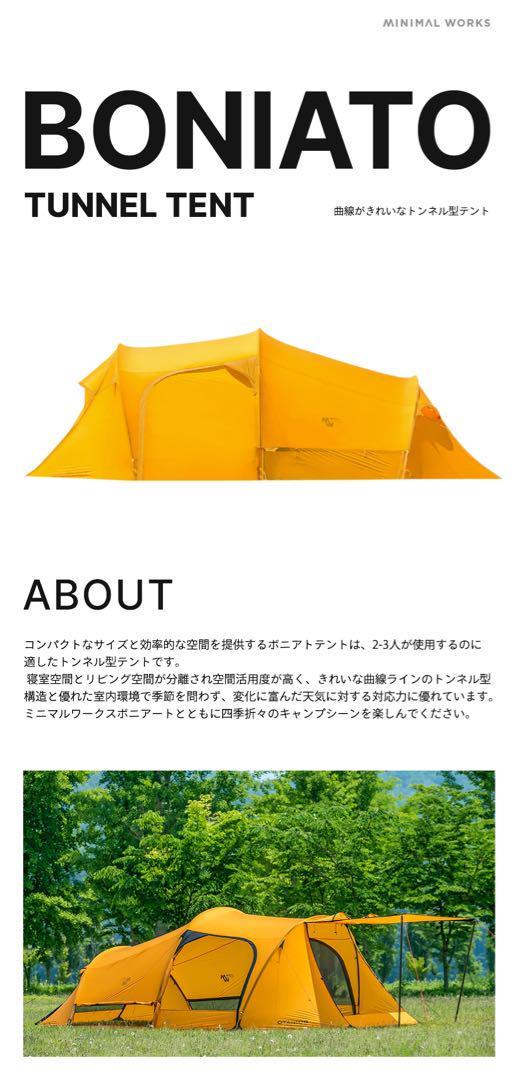 MINIMAL WORKS
BONIATO
TUNNEL TENT
曲線がきれいなトンネル型テント
ABOUT
コンパクトなサイズと効率的な空間を提供するボニアトテントは、2-3人が使用するのに
適したトンネル型テントです。
寝室空間とリビング空間が分離され空間活用度が高く、きれいな曲線ラインのトンネル型
構造と優れた室内環境で季節を問わず、変化に富んだ天気に対する対応力に優れています。
ミニマルワークスボニアートとともに四季折々のキャンプシーンを楽しんでください。